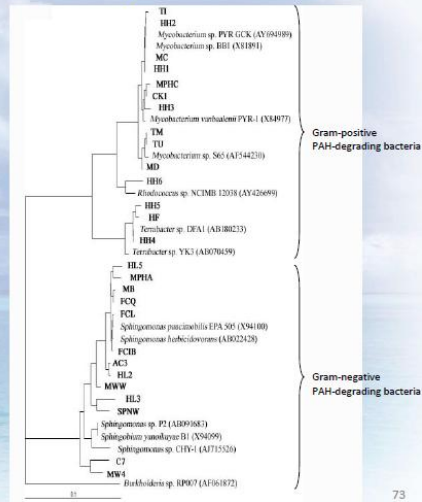 TI
HH2
Mycobacterium sp. PYR GCK (AY694989)
Mycobacterium sp. BB1 (X81891)
MC
HH1
MPHC
CK1
HH3
Mycobacterium vanbaalenii PYR-1 (X84977)
TM
TU
Mycobacterium sp. S65 (AF544230)
MD
HH6
Rhodococcus sp. NCIMB 12038 (AY426699)
HH5
HF
Terrabacter sp. DFA1 (AB180233)
HH4
Terrabacter sp. YK3 (AB070459)
Gram-positive
PAH-degrading bacteria
HL5
MPHA
MB
FCQ
FCL
Sphingomonas paucimobilis EPA 505 (X94100)
Sphingomonas herbicidovorans (AB022428)
FCIB
AC3
HL2
MWW
HL3
SPNW
Sphingomonas sp. P2 (AB091683)
Sphingobium yanoikuyae B1 (X94099)
Sphingomonas sp. CHY-1 (AJ715526)
C7
MW4
Burkholderia sp. RP007 (AF061872)
Gram-negative
PAH-degrading bacteria
73